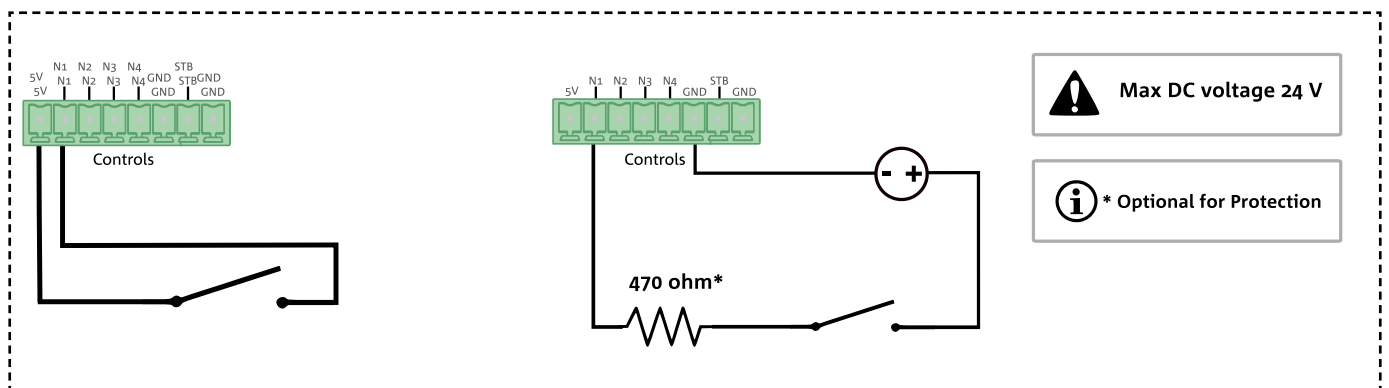 N1 N2 N3 N4 STB
5V N1 N2 N3 N4 GND STB GND
5V GND GND
Controls
N1 N2 N3 N4 STB
5V GND GND
Controls
- +
470 ohm*
Max DC voltage 24 V
i * Optional for Protection